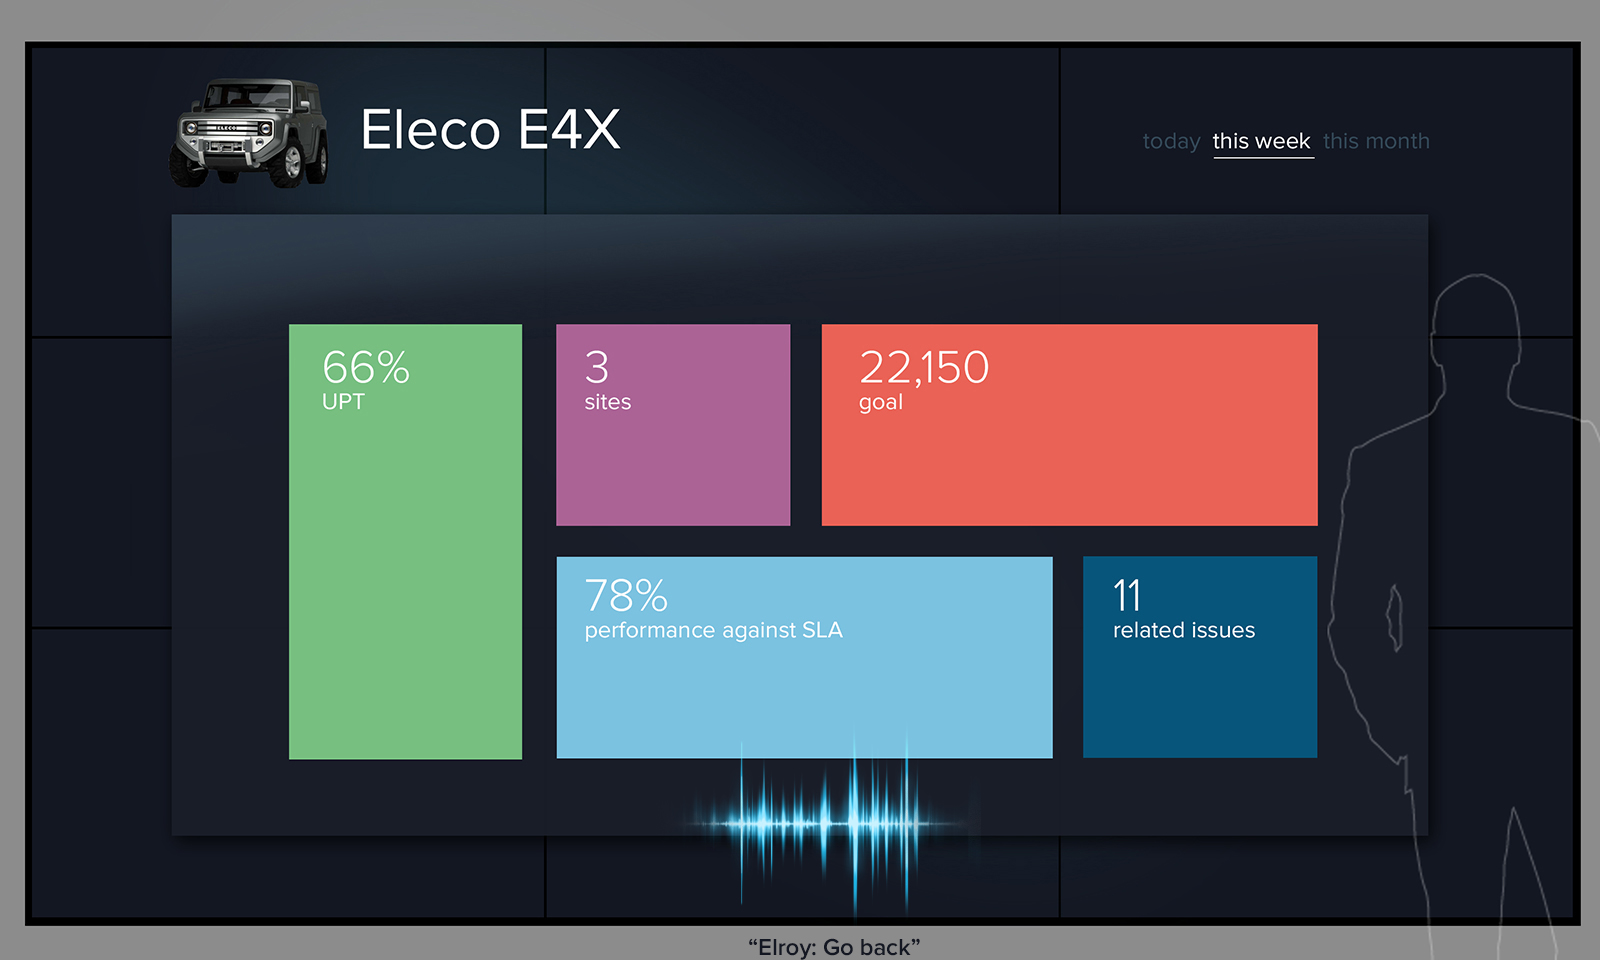 ELECO
Eleco E4X
today this week this month
66%
UPT
3
sites
22,150
goal
78%
performance against SLA
11
related issues
“Elroy: Go back”